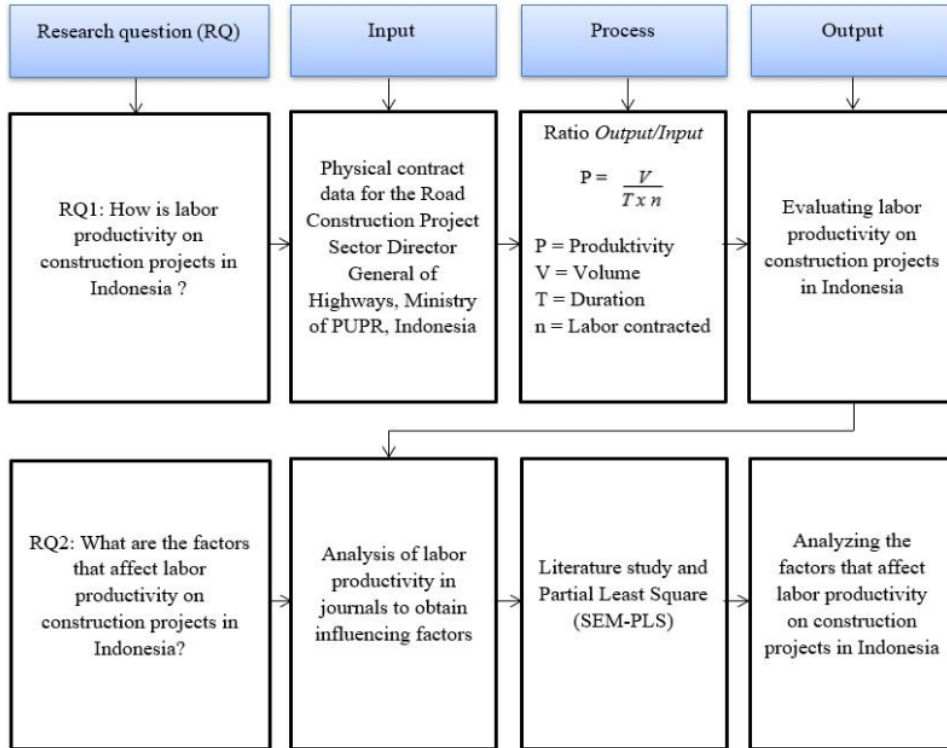 Research question (RQ)
Input
Process
Output
RQ1: How is labor
productivity on
construction projects in
Indonesia ?
Physical contract
data for the Road
Construction Project
Sector Director
General of
Highways, Ministry
of PUPR, Indonesia
Ratio Output/Input
P = V
T x n
P = Produktivity
V = Volume
T = Duration
n = Labor contracted
Evaluating labor
productivity on
construction projects
in Indonesia
RQ2: What are the factors
that affect labor
productivity on
construction projects in
Indonesia?
Analysis of labor
productivity in
journals to obtain
influencing factors
Literature study and
Partial Least Square
(SEM-PLS)
Analyzing the
factors that affect
labor productivity
on construction
projects in Indonesia